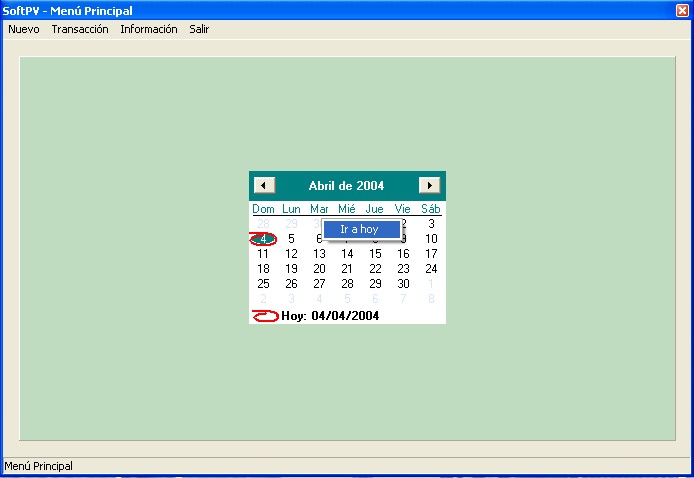 SoftPV - Menú Principal
Nuevo Transacción Información Salir
Abril de 2004
Dom Lun Mar Mié Jue Vie Sáb
28 29 2 3
Ir a hoy
4 5 6 7 8 9 10
11 12 13 14 15 16 17
18 19 20 21 22 23 24
25 26 27 28 29 30 1
2 3 4 5 6 7 8
Hoy: 04/04/2004
Menú Principal